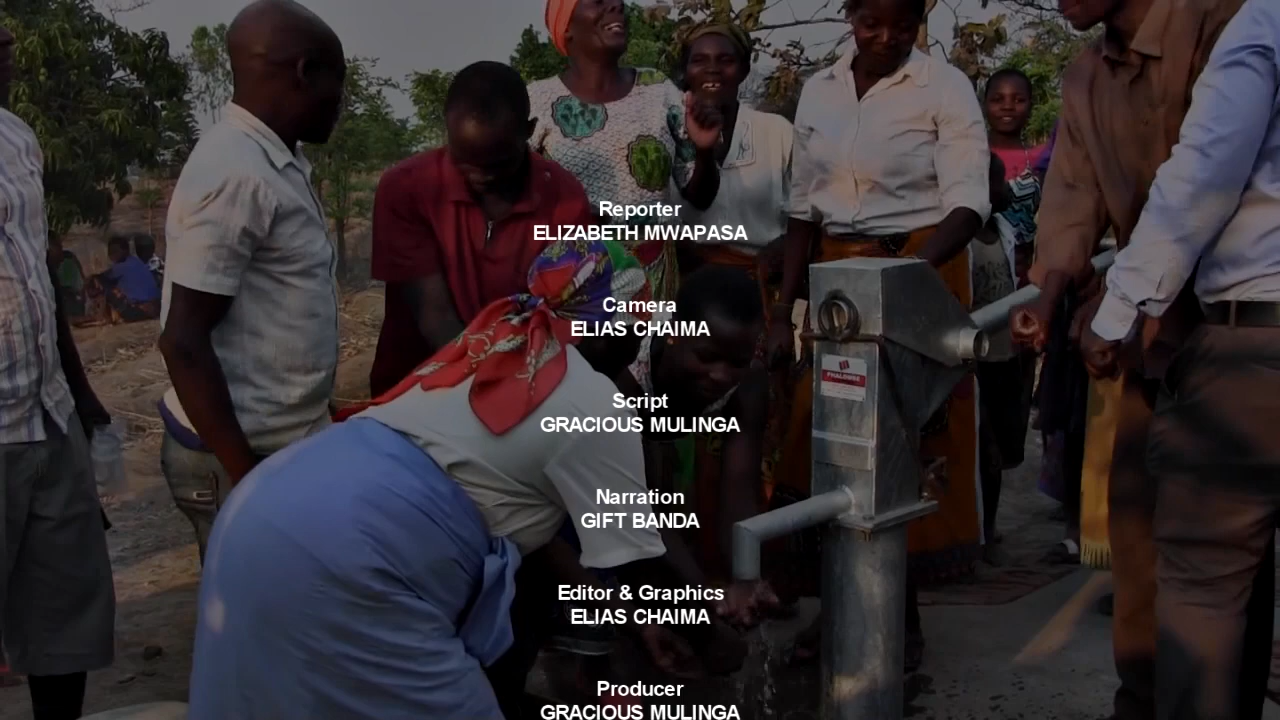 Reporter
ELIZABETH MWAPASA
Camera
ELIAS CHAIMA
Script
GRACIOUS MULINGA
Narration
GIFT BANDA
Editor & Graphics
ELIAS CHAIMA
Producer
GRACIOUS MULINGA